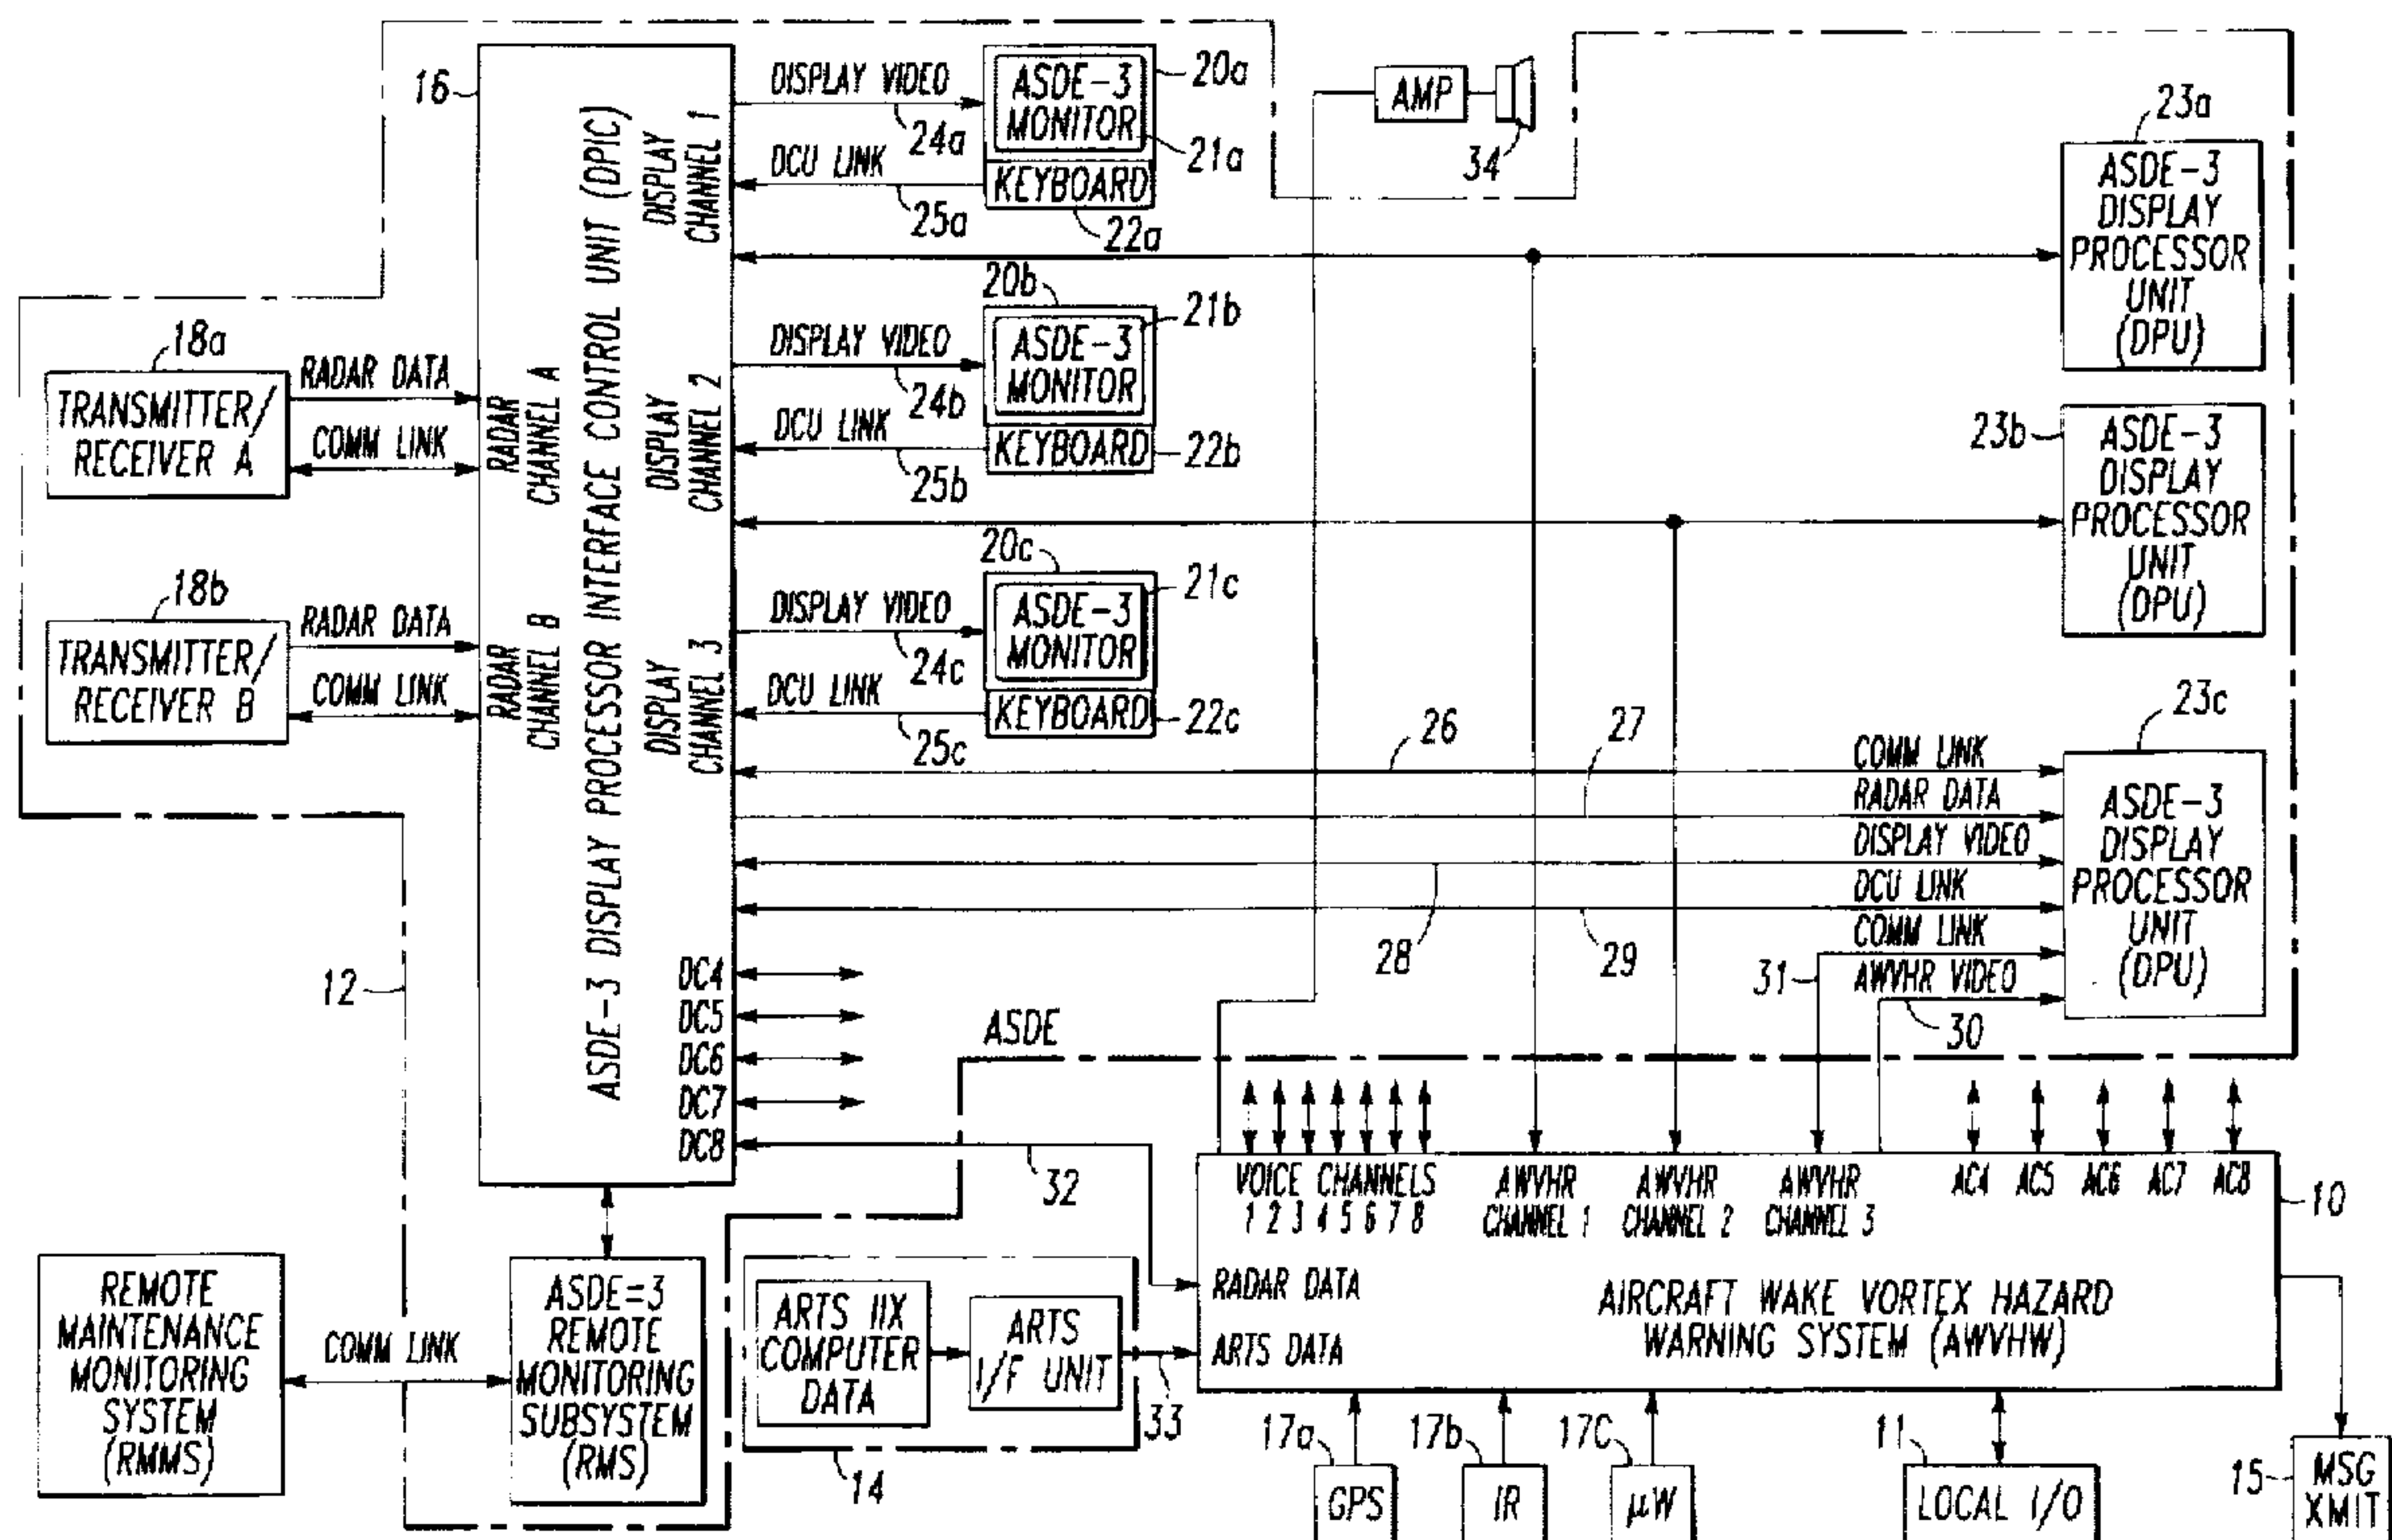 16
DISPLAY VIDEO
24a
DCU LINK
25a
ASDE-3
MONITOR
20a
21a
KEYBOARD
22a
AMP
34
23a
ASDE-3
DISPLAY
PROCESSOR
UNIT
(DPU)
ASDE-3 DISPLAY PROCESSOR INTERFACE CONTROL UNIT (DPIC)
DISPLAY
CHANNEL 1
18a
TRANSMITTER/
RECEIVER A
RADAR DATA
COMM LINK
RADAR
CHANNEL A
DISPLAY
CHANNEL 2
DISPLAY VIDEO
24b
DCU LINK
25b
20b
ASDE-3
MONITOR
21b
KEYBOARD
22b
23b
ASDE-3
DISPLAY
PROCESSOR
UNIT
(DPU)
18b
TRANSMITTER/
RECEIVER B
RADAR DATA
COMM LINK
RADAR
CHANNEL B
DISPLAY
CHANNEL 3
DISPLAY VIDEO
24c
DCU LINK
25c
20c
ASDE-3
MONITOR
21c
KEYBOARD
22c
26
27
28
29
COMM LINK
RADAR DATA
DISPLAY VIDEO
DCU LINK
COMM LINK
AWVHR VIDEO
31
30
23c
ASDE-3
DISPLAY
PROCESSOR
UNIT
(DPU)
12
DC4
DC5
DC6
DC7
DC8
ASDE
32
VOICE CHANNELS
1 2 3 4 5 6 7 8
AWVHR
CHANNEL 1
AWVHR
CHANNEL 2
AWVHR
CHANNEL 3
AC4 AC5 AC6 AC7 AC8
10
RADAR DATA
ARTS DATA
AIRCRAFT WAKE VORTEX HAZARD
WARNING SYSTEM (AWVHW)
REMOTE
MAINTENANCE
MONITORING
SYSTEM
(RMMS)
COMM LINK
ASDE=3
REMOTE
MONITORING
SUBSYSTEM
(RMS)
ARTS IIX
COMPUTER
DATA
ARTS
I/F UNIT
33
14
17a
GPS
17b
IR
17C
μW
11
LOCAL I/O
15
MSG
XMIT